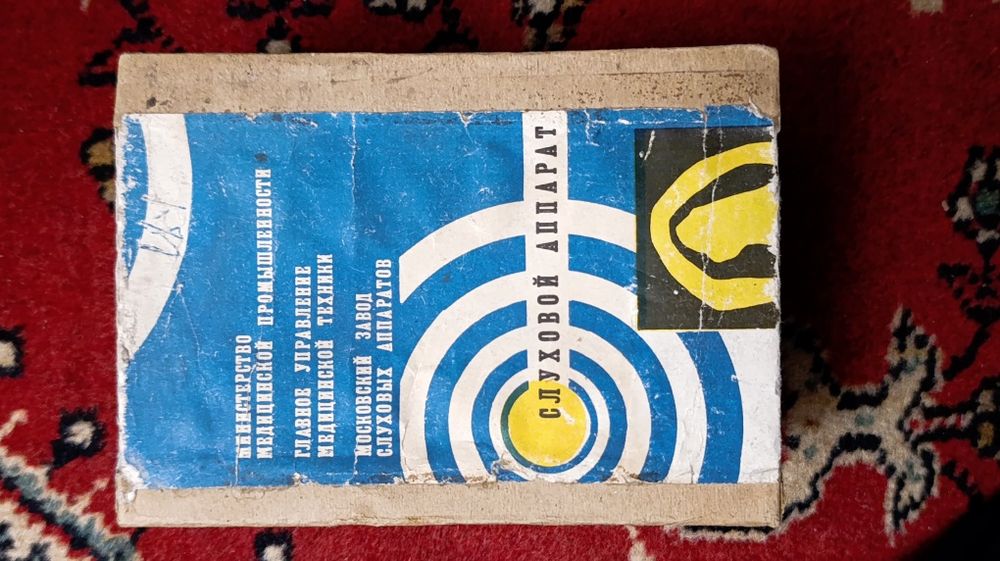 МИНИСТЕРСТВО
МЕДИЦИНСКОЙ ПРОМЫШЛЕННОСТИ
ГЛАВНОЕ УПРАВЛЕНИЕ
МЕДИЦИНСКОЙ ТЕХНИКИ
МОСКОВСКИЙ ЗАВОД
СЛУХОВЫХ АППАРАТОВ
СЛУХОВОЙ АППАРАТ